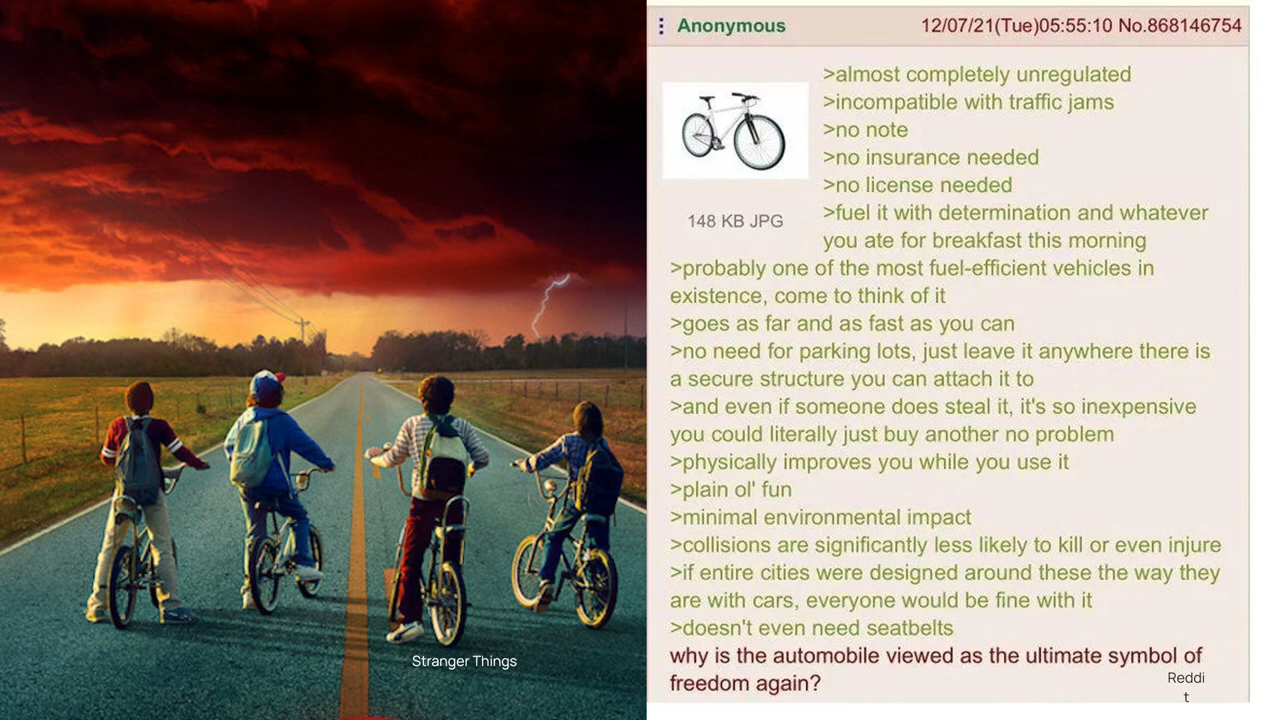 Stranger Things
Anonymous
12/07/21(Tue)05:55:10 No.868146754
148 KB JPG
>almost completely unregulated
>incompatible with traffic jams
>no note
>no insurance needed
>no license needed
>fuel it with determination and whatever
you ate for breakfast this morning
>probably one of the most fuel-efficient vehicles in
existence, come to think of it
>goes as far and as fast as you can
>no need for parking lots, just leave it anywhere there is
a secure structure you can attach it to
>and even if someone does steal it, it's so inexpensive
you could literally just buy another no problem
>physically improves you while you use it
>plain ol' fun
>minimal environmental impact
>collisions are significantly less likely to kill or even injure
>if entire cities were designed around these the way they
are with cars, everyone would be fine with it
>doesn't even need seatbelts
why is the automobile viewed as the ultimate symbol of
freedom again?
Reddi
t